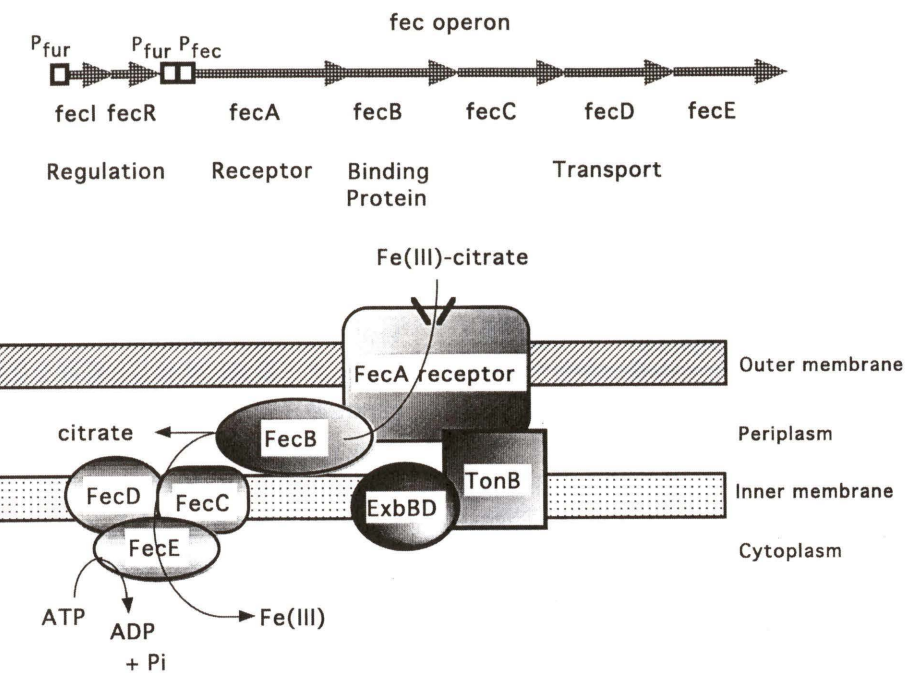 fec operon
Pfur
Pfur Pfec
fecI fecR
fecA
fecB
fecC
fecD
fecE
Regulation
Receptor
Binding
Protein
Transport
Fe(III)-citrate
FecA receptor
Outer membrane
citrate
FecB
Periplasm
FecD
FecC
ExbBD
TonB
Inner membrane
FecE
Cytoplasm
ATP
ADP
+ Pi
Fe(III)